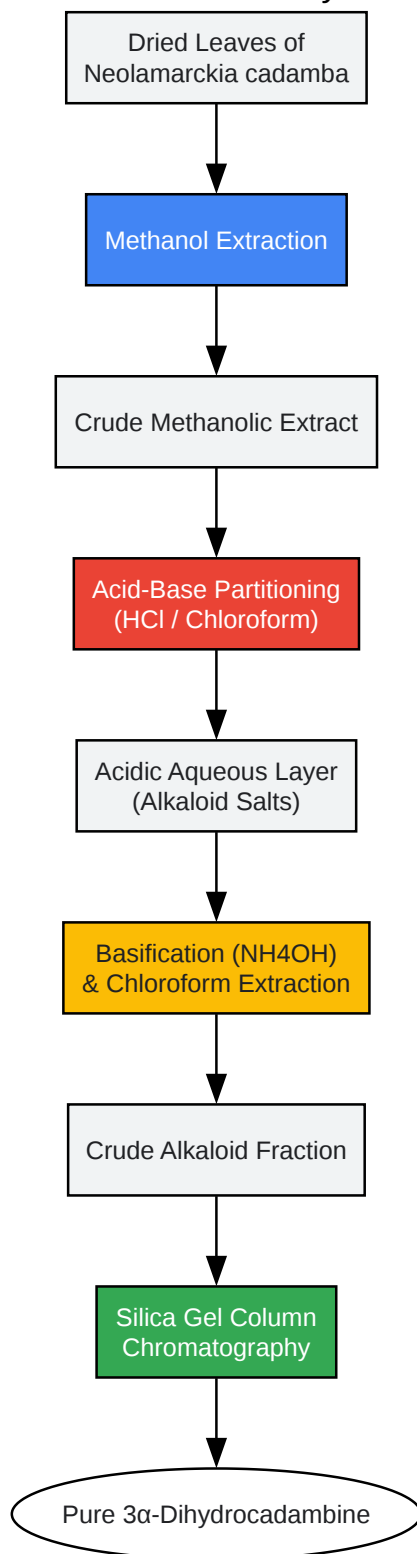 Dried Leaves of
Neolamarckia cadamba
Methanol Extraction
Crude Methanolic Extract
Acid-Base Partitioning
(HCl / Chloroform)
Acidic Aqueous Layer
(Alkaloid Salts)
Basification (NH4OH)
& Chloroform Extraction
Crude Alkaloid Fraction
Silica Gel Column
Chromatography
Pure 3α-Dihydrocadambine